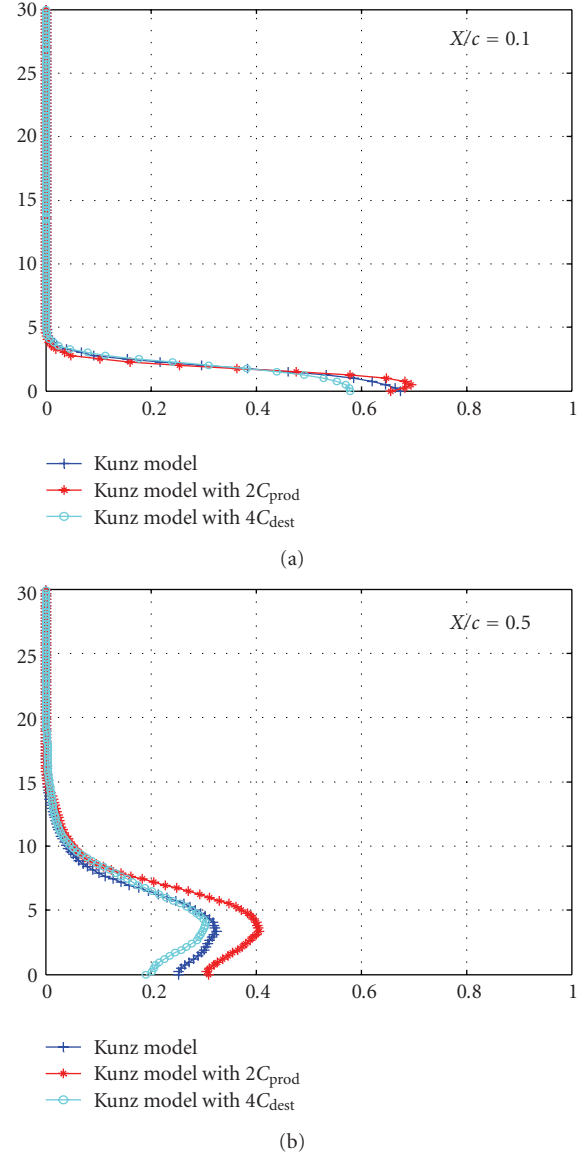 30
X/c = 0.1
25
20
15
10
5
0
0 0.2 0.4 0.6 0.8 1
Kunz model
Kunz model with 2C_prod
Kunz model with 4C_dest
(a)
30
X/c = 0.5
25
20
15
10
5
0
0 0.2 0.4 0.6 0.8 1
Kunz model
Kunz model with 2C_prod
Kunz model with 4C_dest
(b)